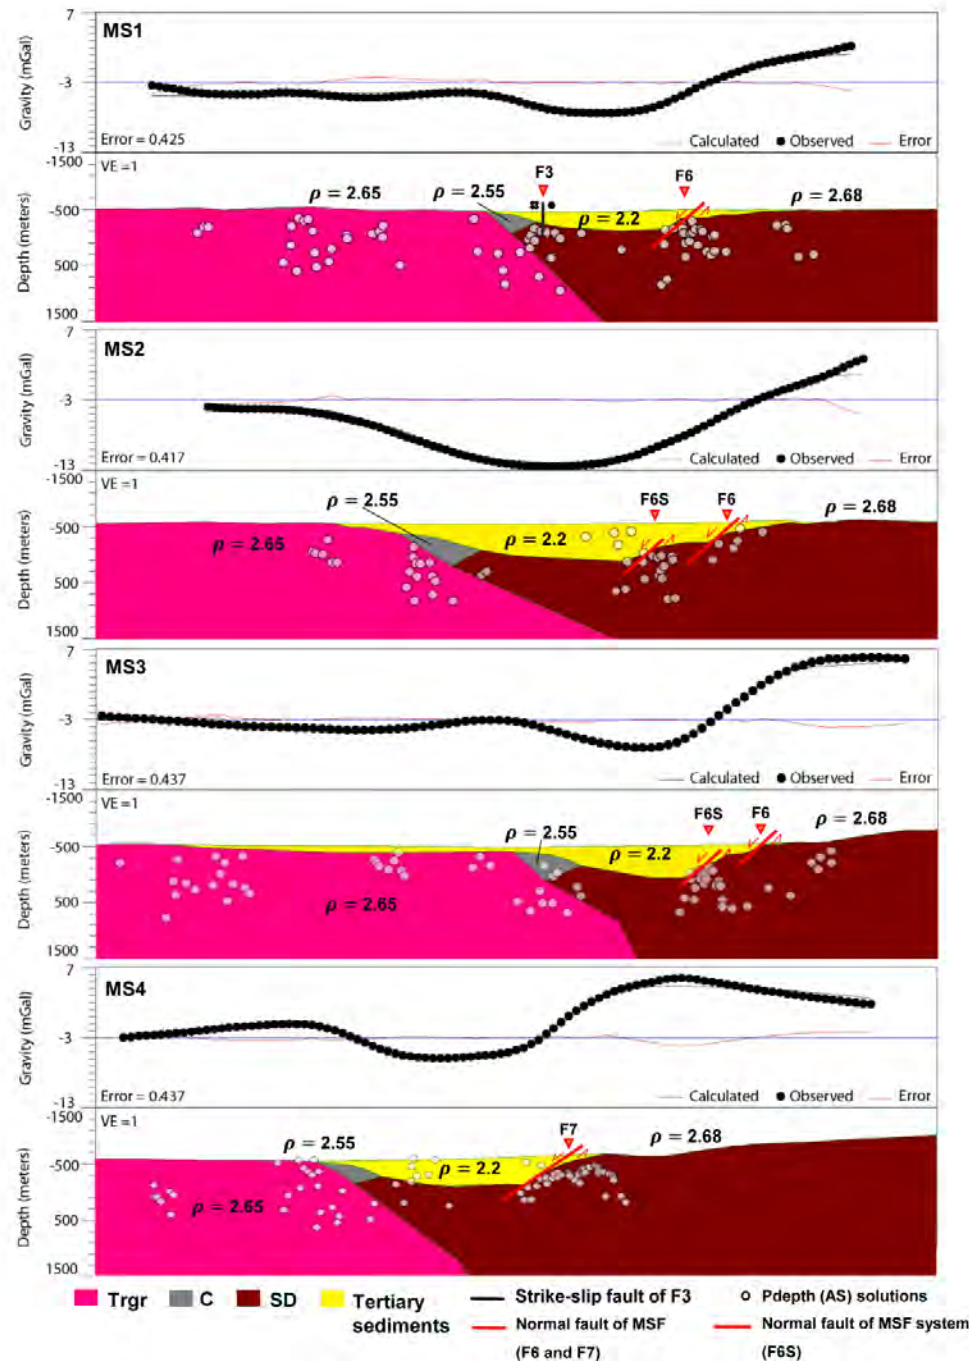 7
MS1
Gravity (mGal)
-3
Error = 0.425
Calculated Observed Error
-13
-1500
VE =1
F3
F6
ρ = 2.65
ρ = 2.55
ρ = 2.68
-500
ρ = 2.2
Depth (meters)
500
1500
7
MS2
Gravity (mGal)
-3
Error = 0.417
Calculated Observed Error
-13
-1500
VE =1
ρ = 2.55
F6S
F6
ρ = 2.68
-500
ρ = 2.65
ρ = 2.2
Depth (meters)
500
1500
7
MS3
Gravity (mGal)
-3
Error = 0.437
Calculated Observed Error
-13
-1500
VE =1
F6S
F6
ρ = 2.68
ρ = 2.55
-500
ρ = 2.2
Depth (meters)
500
ρ = 2.65
1500
7
MS4
Gravity (mGal)
-3
Error = 0.437
Calculated Observed Error
-13
-1500
VE =1
F7
ρ = 2.55
ρ = 2.68
-500
ρ = 2.2
Depth (meters)
ρ = 2.65
500
1500
Trgr C SD Tertiary sediments
Strike-slip fault of F3
Pdepth (AS) solutions
Normal fault of MSF
(F6 and F7)
Normal fault of MSF system
(F6S)